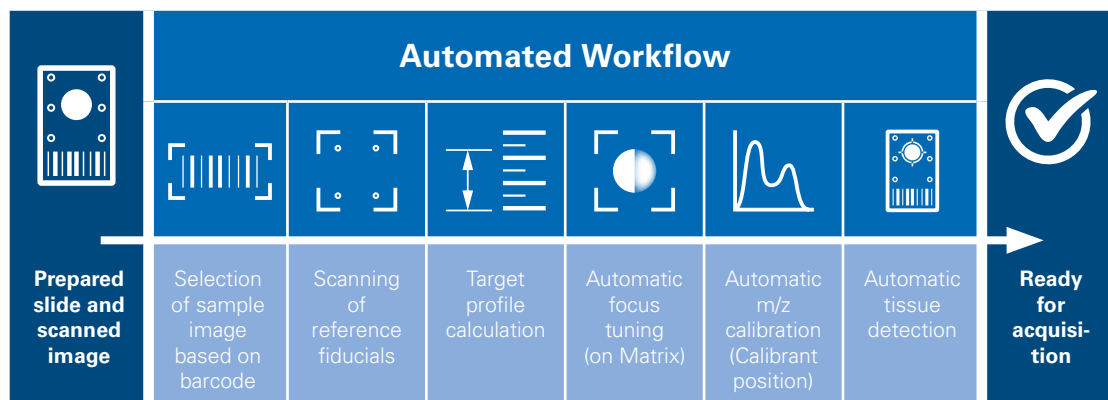 Automated Workflow
Prepared
slide and
scanned
image
Selection
of sample
image
based on
barcode
Scanning
of
reference
fiducials
Target
profile
calculation
Automatic
focus
tuning
(on Matrix)
Automatic
m/z
calibration
(Calibrant
position)
Automatic
tissue
detection
Ready
for
acquisi-
tion